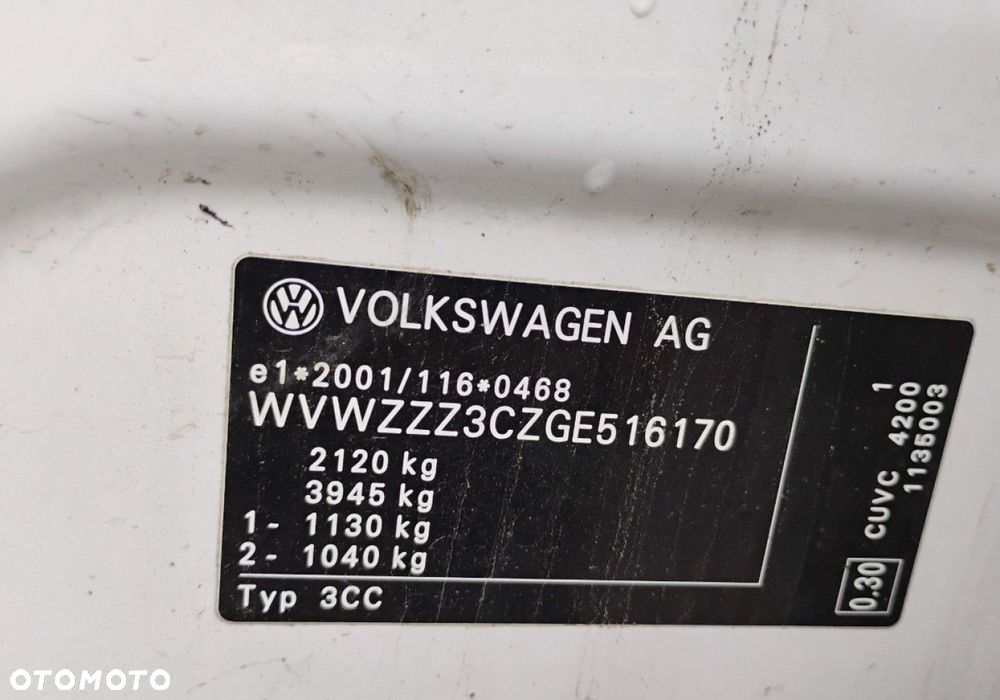 VOLKSWAGEN AG
e1*2001/116*0468
WVWZZZ3CZGE516170
2120 kg
3945 kg
1- 1130 kg
2- 1040 kg
Typ 3CC
0.30 CUVC 4200 1
1135003
OTOMOTO